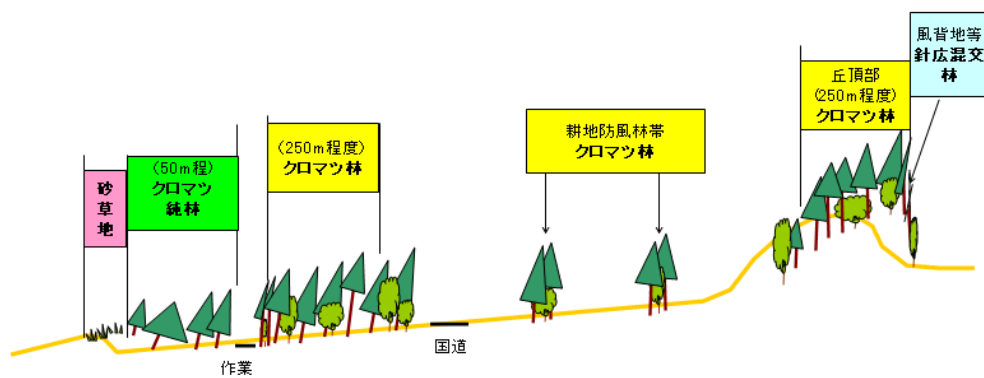 砂
草
地
(50m程)
クロマツ
純林
(250m程度)
クロマツ林
耕地防風林帯
クロマツ林
丘頂部
(250m程度)
クロマツ林
風背地等
針広混交
林
作業
国道